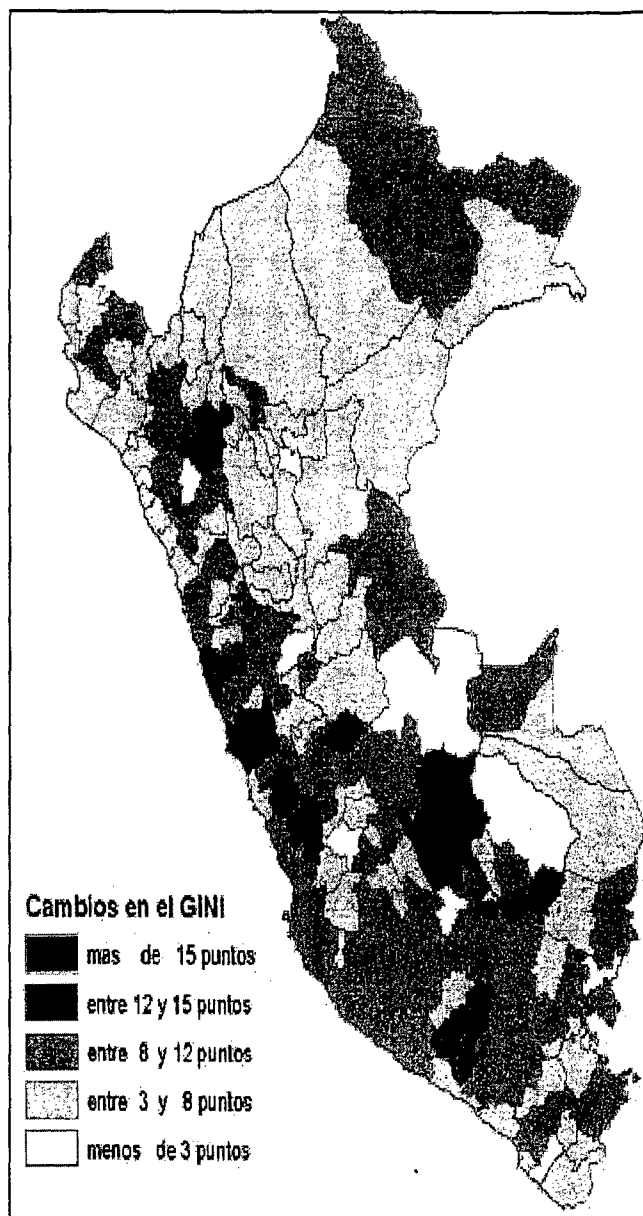 Cambios en el GINI
mas de 15 puntos
entre 12 y 15 puntos
entre 8 y 12 puntos
entre 3 y 8 puntos
menos de 3 puntos